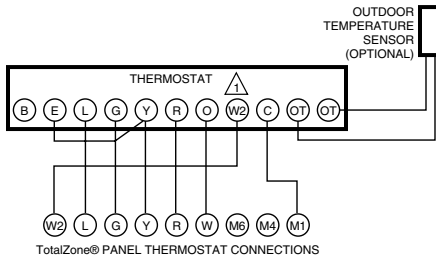 OUTDOOR
TEMPERATURE
SENSOR
(OPTIONAL)
THERMOSTAT 1
B E L G Y R O W2 C OT OT
W2 L G Y R W M6 M4 M1
TotalZone® PANEL THERMOSTAT CONNECTIONS